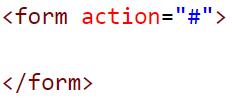 <form action="#">
</form>